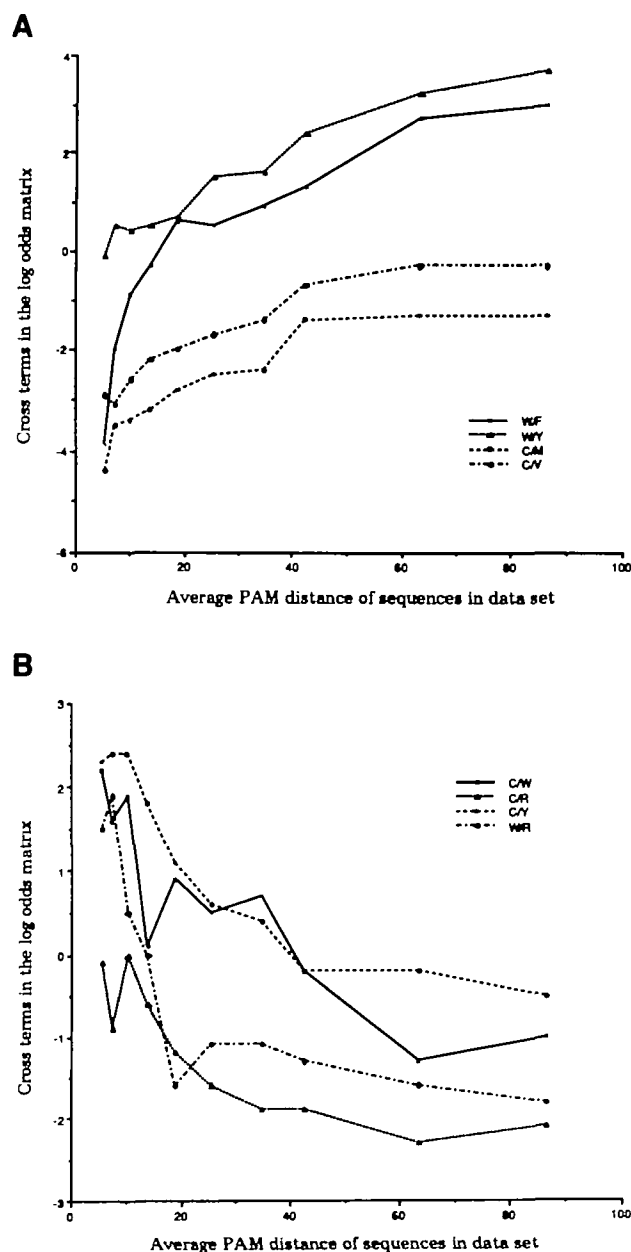 A
Cross terms in the log odds matrix
4
2
0
-2
-4
-6
W/F
W/Y
C/M
C/V
0
20
40
60
80
100
Average PAM distance of sequences in data set
B
Cross terms in the log odds matrix
3
2
1
0
-1
-2
-3
C/W
C/R
C/Y
W/R
0
20
40
60
80
100
Average PAM distance of sequences in data set